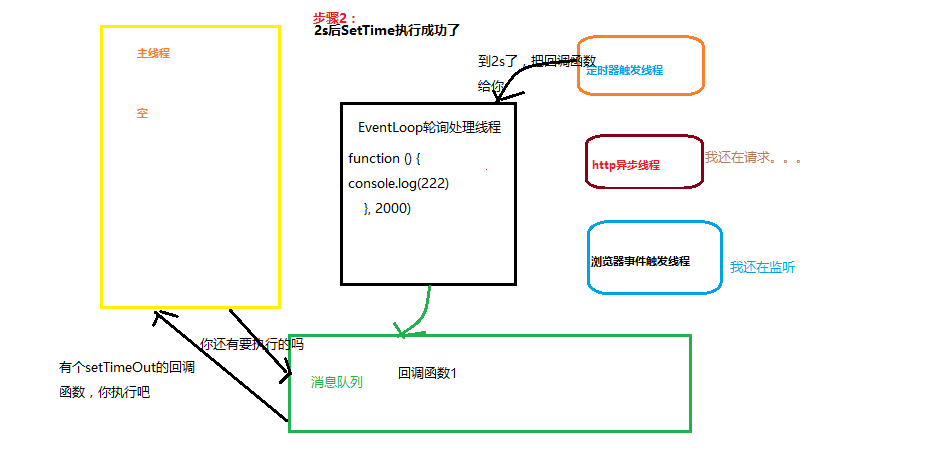 步骤2：
2s后SetTime执行成功了
主线程
空
到2s了，把回调函数
给你
定时器触发线程
EventLoop轮询处理线程
function () {
console.log(222)
}, 2000)
http异步线程
我还在请求。。。
浏览器事件触发线程
我还在监听
你还有要执行的吗
有个setTimeOut的回调
函数，你执行吧
消息队列
回调函数1